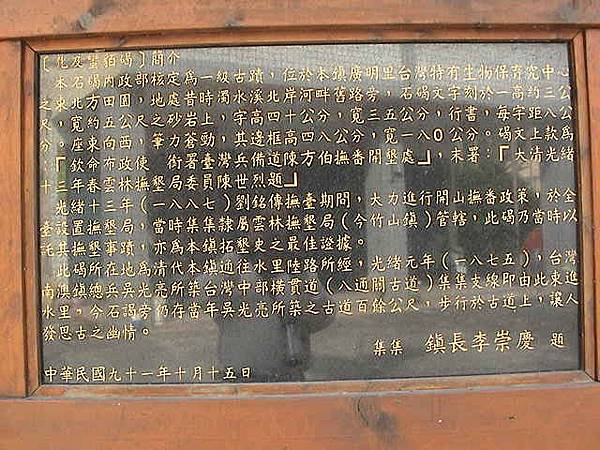 〔化及蠻貊碣〕簡介
本石碣內政部核定為一級古蹟，位於本鎮廣明里台灣特有生物保育究中心
之東北方田園，地處昔時濁水溪北岸河畔舊路旁，石碣文字刻於一高約三公
尺，寬約五公尺之砂岩上，字高四十公分，寬三五公分，行書，每字距八公
分。座東向西，筆力蒼勁，其邊框高四八公分，寬一八0公分。碣文上款為
：『欽命布政使　銜署臺灣兵備道陳方伯撫番開墾處』，末署：『大清光緒
十三年春雲林撫墾局委員陳世烈題』
光緒十三年（一八八七）劉銘傳撫臺期間，大力進行開山撫番政策，於全
臺設置撫墾局，當時集集隸屬雲林撫墾局（今竹山鎮）管轄，此碣乃當時以
託其撫墾事蹟，亦為本鎮拓墾史之最佳證據。
此碣所在地為清代本鎮通往水里陸路所經，光緒元年（一八七五），台灣
南澳鎮總兵吳光亮所築台灣中部橫貫道（八通關古道）集集支線即由此東進
水里，今石碣旁仍存當年吳光亮所築之古道百餘公尺，步行於古道上，讓人
發思古之幽情。
集集　鎮長李崇慶　題
中華民國九十一年十月十五日